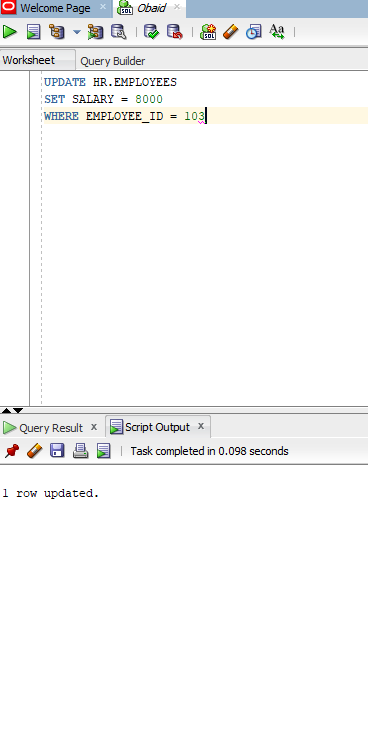 Welcome Page
Obaid
Worksheet
Query Builder
UPDATE HR.EMPLOYEES
SET SALARY = 8000
WHERE EMPLOYEE_ID = 103
Query Result
Script Output
Task completed in 0.098 seconds
1 row updated.